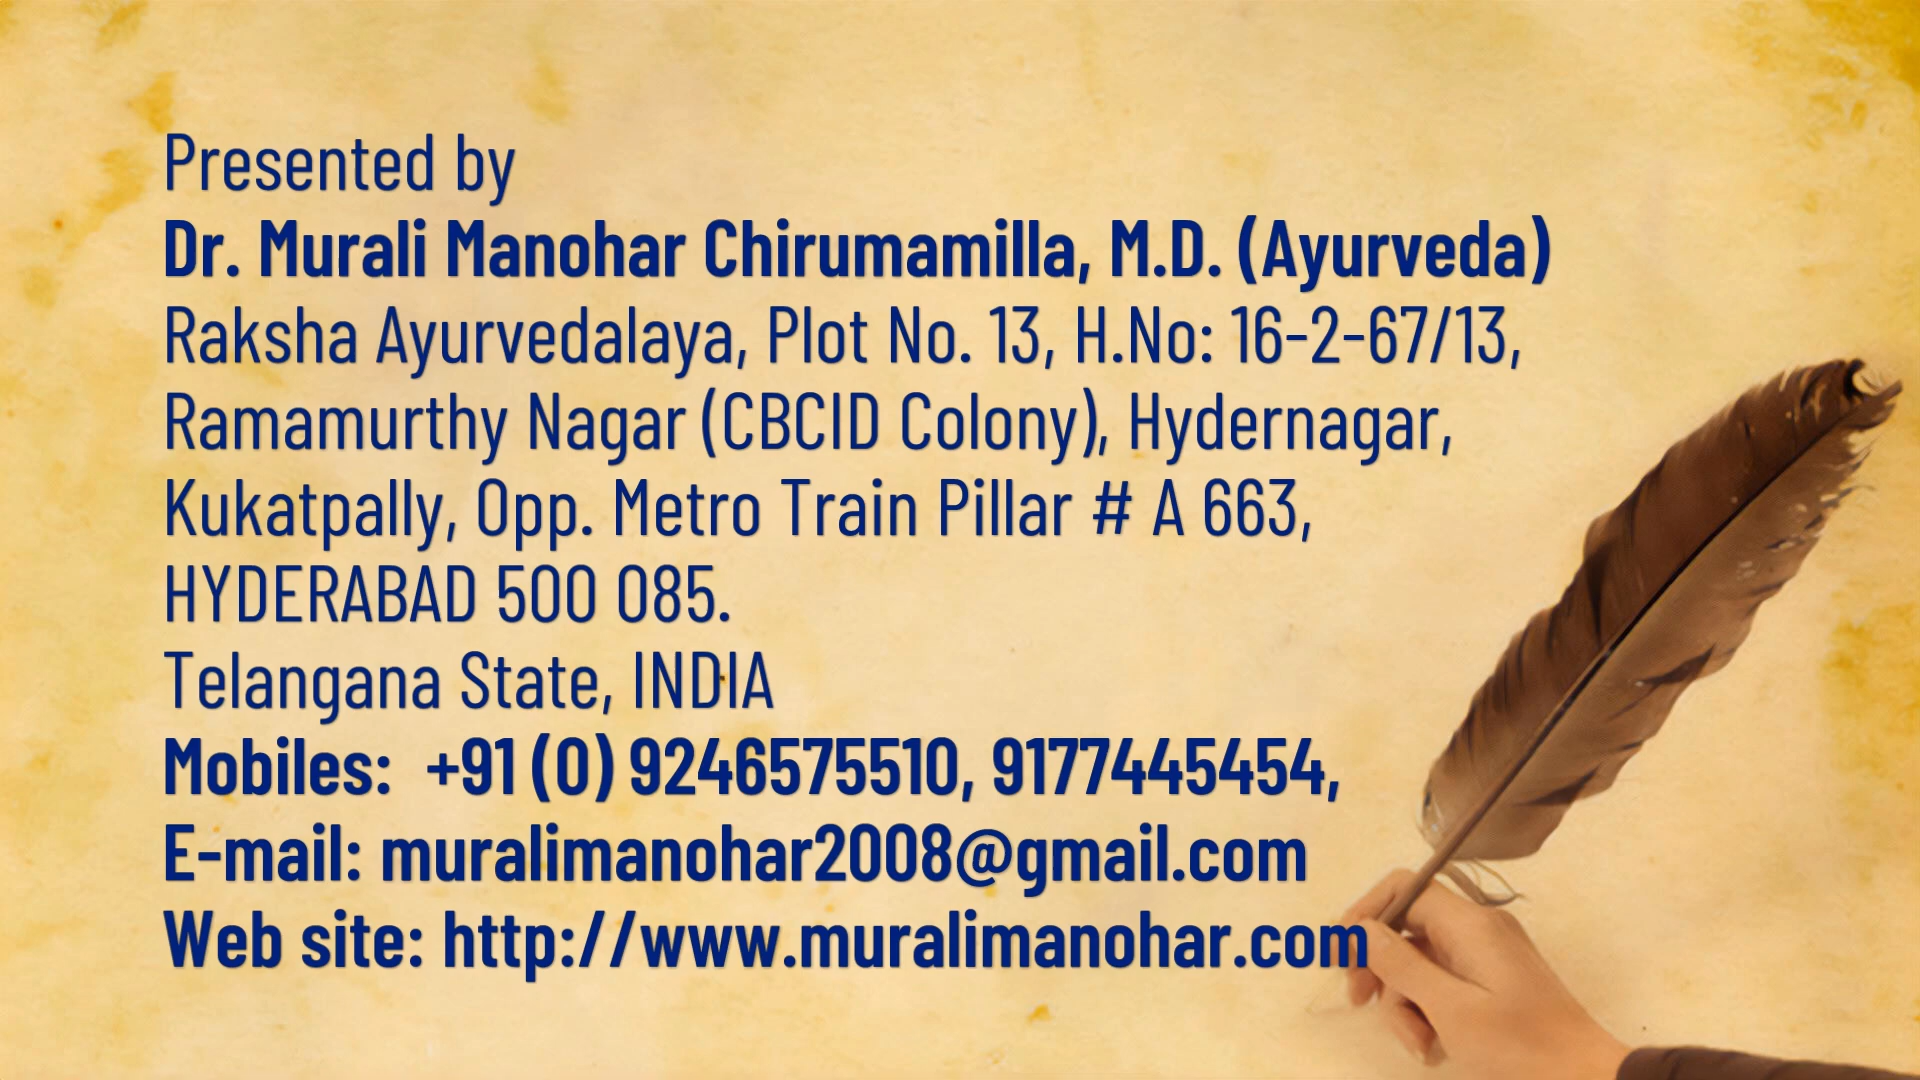 Presented by
Dr. Murali Manohar Chirumamilla, M.D. (Ayurveda)
Raksha Ayurvedalaya, Plot No. 13, H.No: 16-2-67/13,
Ramamurthy Nagar (CBCID Colony), Hydernagar,
Kukatpally, Opp. Metro Train Pillar # A 663,
HYDERABAD 500 085.
Telangana State, INDIA
Mobiles:  +91 (0) 9246575510, 9177445454,
E-mail: muralimanohar2008@gmail.com
Web site: http://www.muralimanohar.com